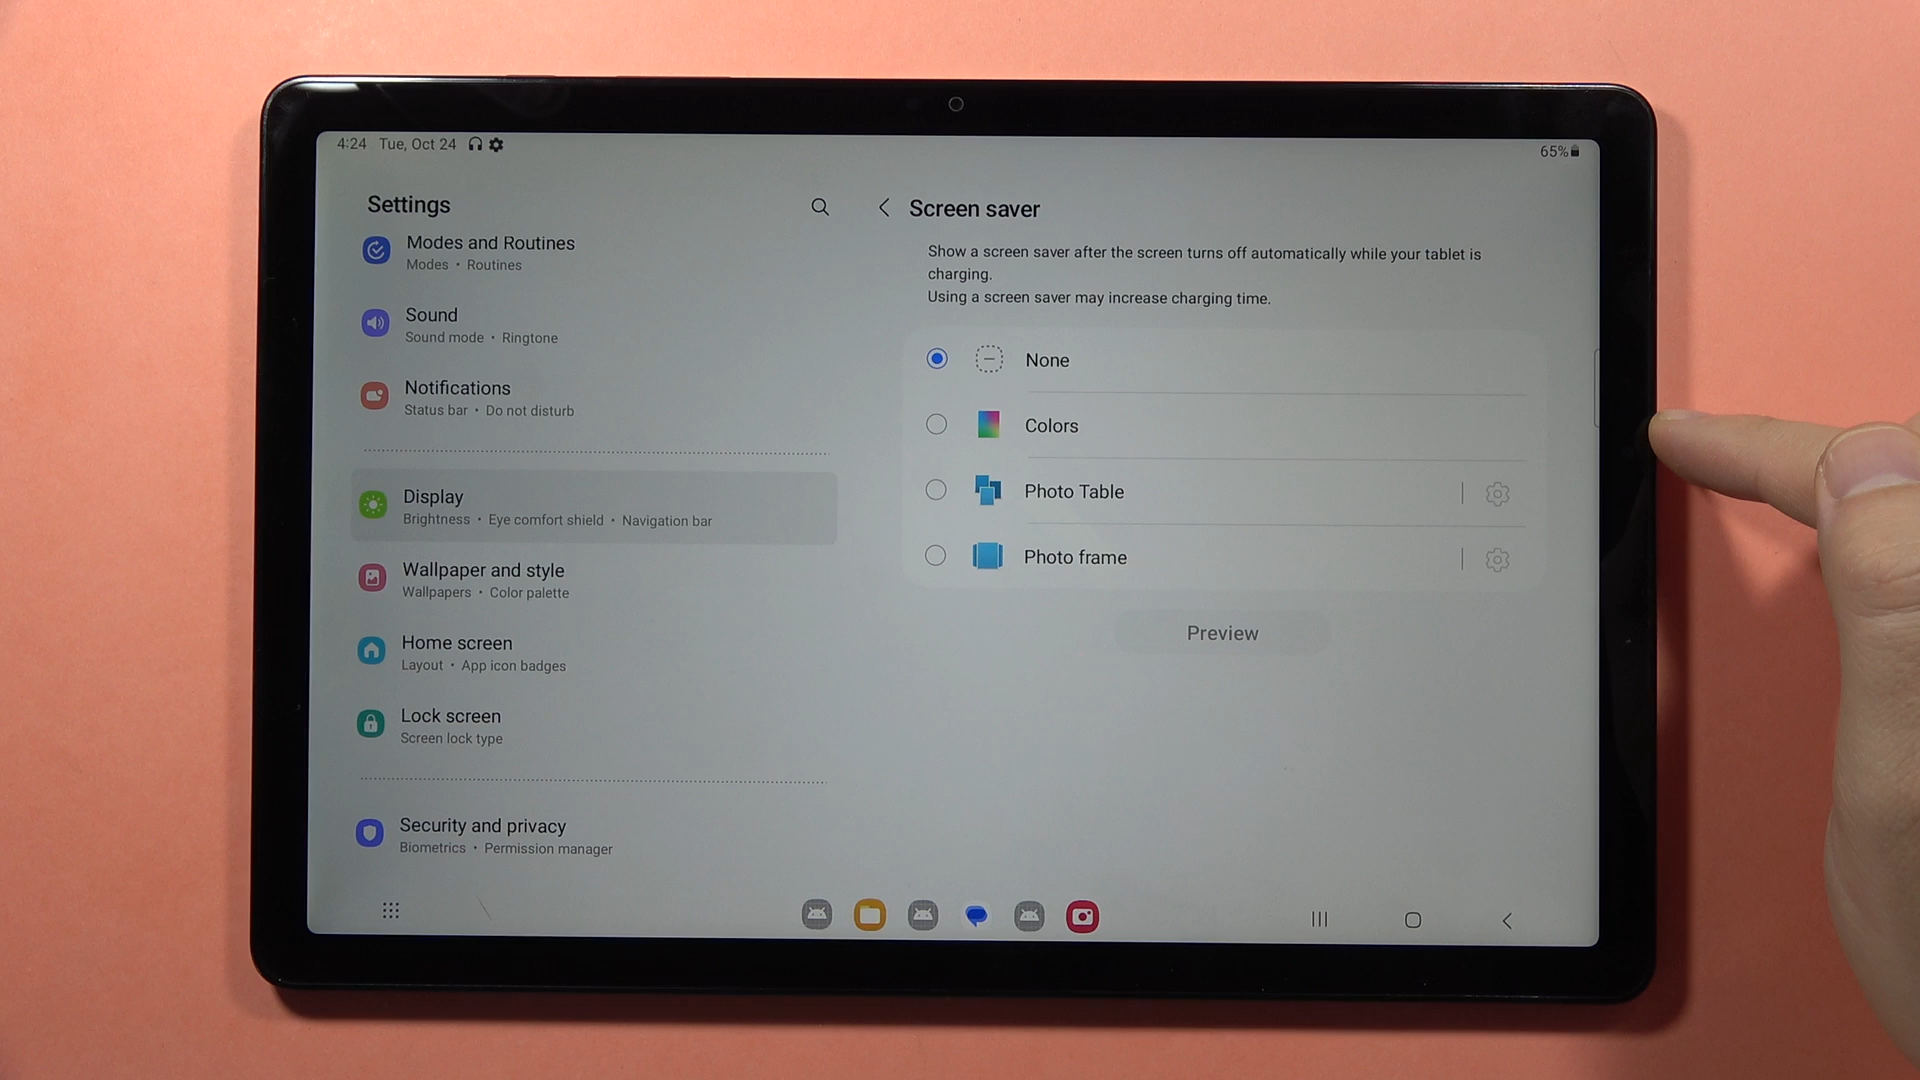 4:24 Tue, Oct 24
65%
Settings
Modes and Routines
Modes • Routines
Sound
Sound mode • Ringtone
Notifications
Status bar • Do not disturb
Display
Brightness • Eye comfort shield • Navigation bar
Wallpaper and style
Wallpapers • Color palette
Home screen
Layout • App icon badges
Lock screen
Screen lock type
Security and privacy
Biometrics • Permission manager
Screen saver
Show a screen saver after the screen turns off automatically while your tablet is
charging.
Using a screen saver may increase charging time.
None
Colors
Photo Table
Photo frame
Preview